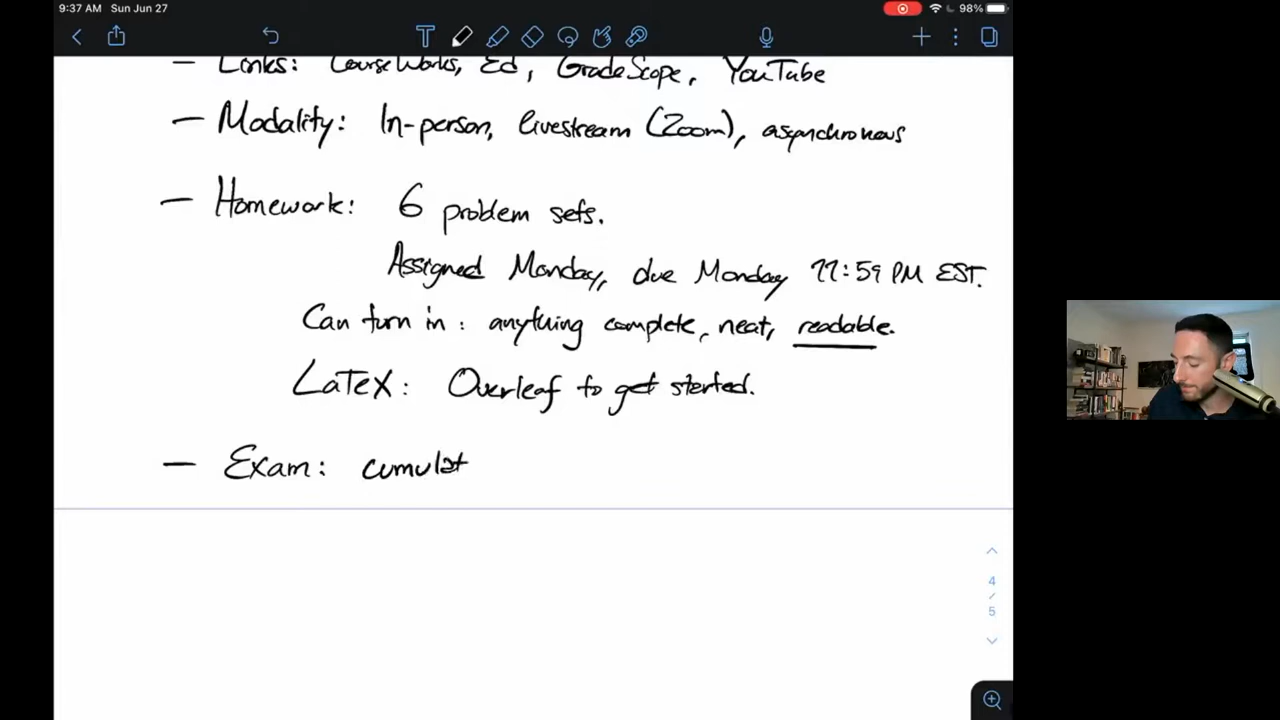 9:37 AM Sun Jun 27 98%
— Links: CourseWorks, Ed, GradeScope, YouTube
— Modality: In-person, livestream (Zoom), asynchronous
— Homework: 6 problem sets.
Assigned Monday, due Monday 11:59 PM EST.
Can turn in: anything complete, neat, readable.
LaTeX: Overleaf to get started.
— Exam: cumulat
4
/
5